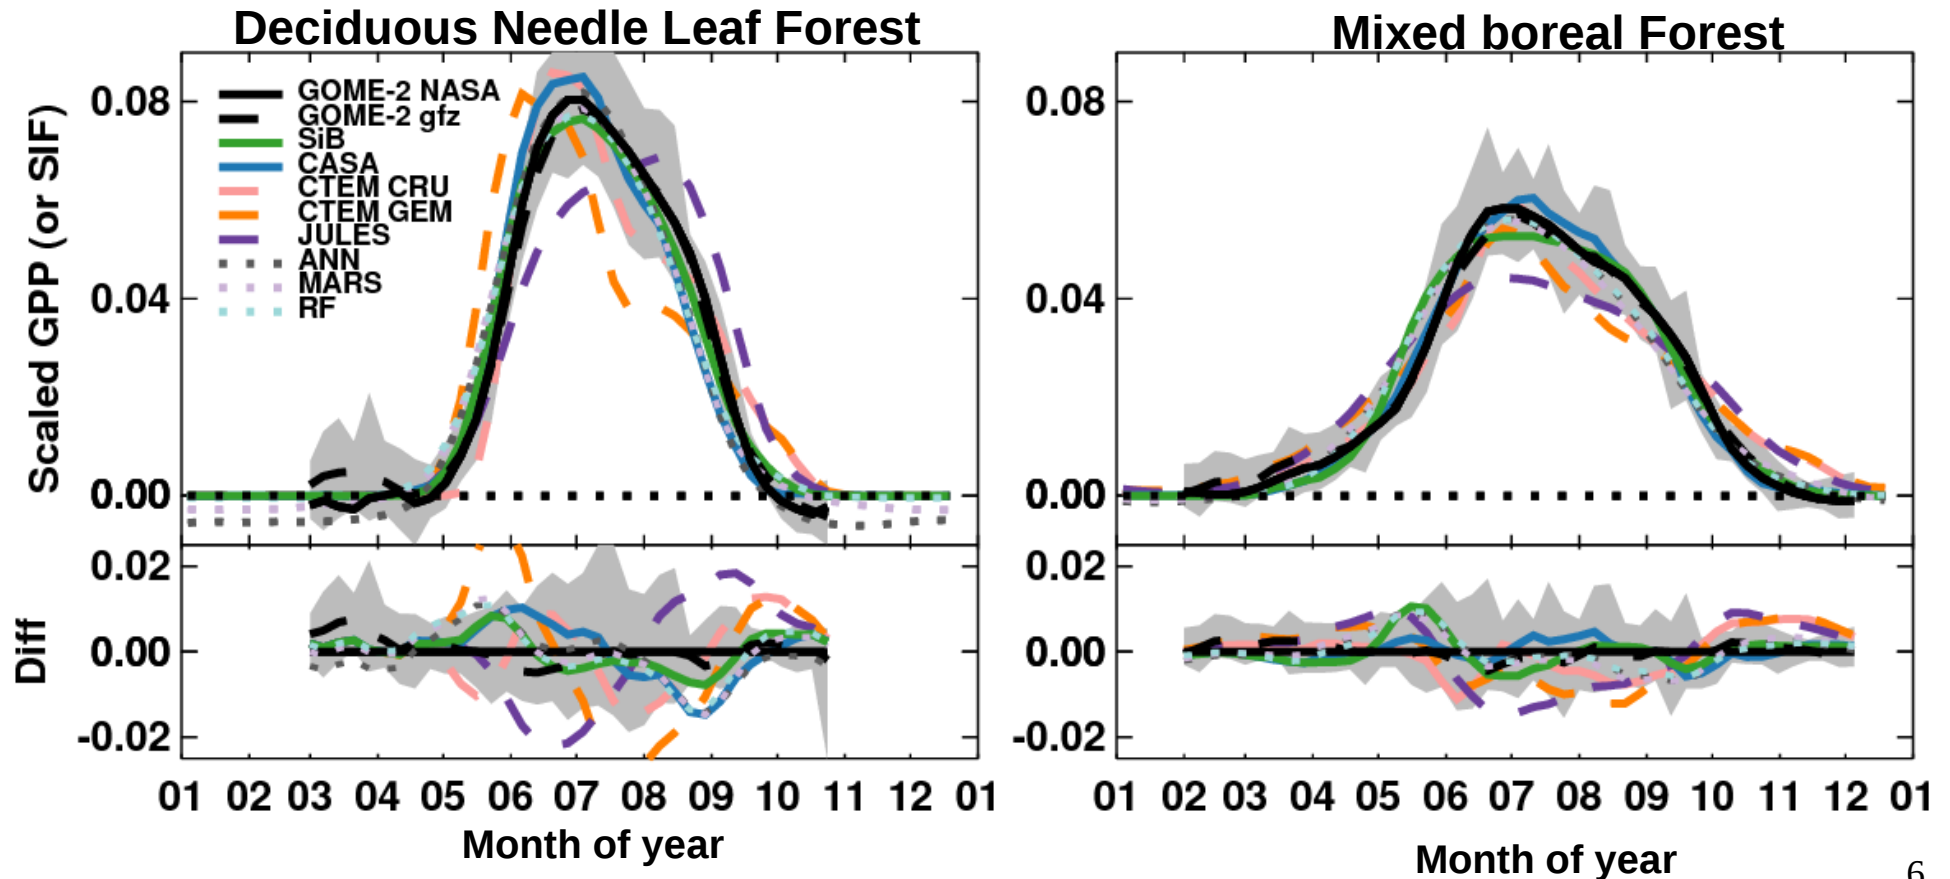 Deciduous Needle Leaf Forest
Mixed boreal Forest
Scaled GPP (or SIF)
0.08
0.04
0.00
GOME-2 NASA
GOME-2 gfz
SiB
CASA
CTEM CRU
CTEM GEM
JULES
ANN
MARS
RF
0.08
0.04
0.00
Diff
0.02
0.00
-0.02
0.02
0.00
-0.02
01 02 03 04 05 06 07 08 09 10 11 12 01
01 02 03 04 05 06 07 08 09 10 11 12 01
Month of year
Month of year
6